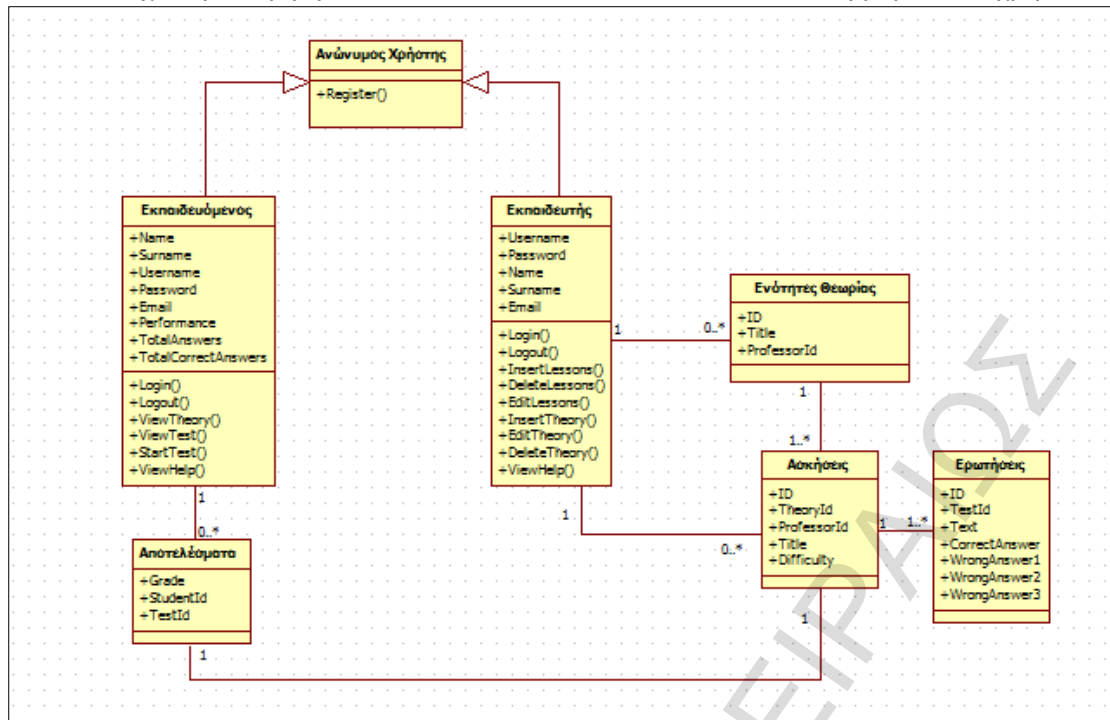 Ανώνυμος Χρήστης
+Register()
Εκπαιδευόμενος
+Name
+Surname
+Username
+Password
+Email
+Performance
+TotalAnswers
+TotalCorrectAnswers
+Login()
+Logout()
+ViewTheory()
+ViewTest()
+StartTest()
+ViewHelp()
1
0..*
Εκπαιδευτής
+Username
+Password
+Name
+Surname
+Email
+Login()
+Logout()
+InsertLessons()
+DeleteLessons()
+EditLessons()
+InsertTheory()
+EditTheory()
+DeleteTheory()
+ViewHelp()
1
0..*
1
0..*
Ενότητες Θεωρίας
+ID
+Title
+ProfessorId
1
1..*
Ασκήσεις
+ID
+TheoryId
+ProfessorId
+Title
+Difficulty
1
1..*
Ερωτήσεις
+ID
+TestId
+Text
+CorrectAnswer
+WrongAnswer1
+WrongAnswer2
+WrongAnswer3
Αποτελέσματα
+Grade
+StudentId
+TestId
1
1
ΕΙΡΑΙΩΣ